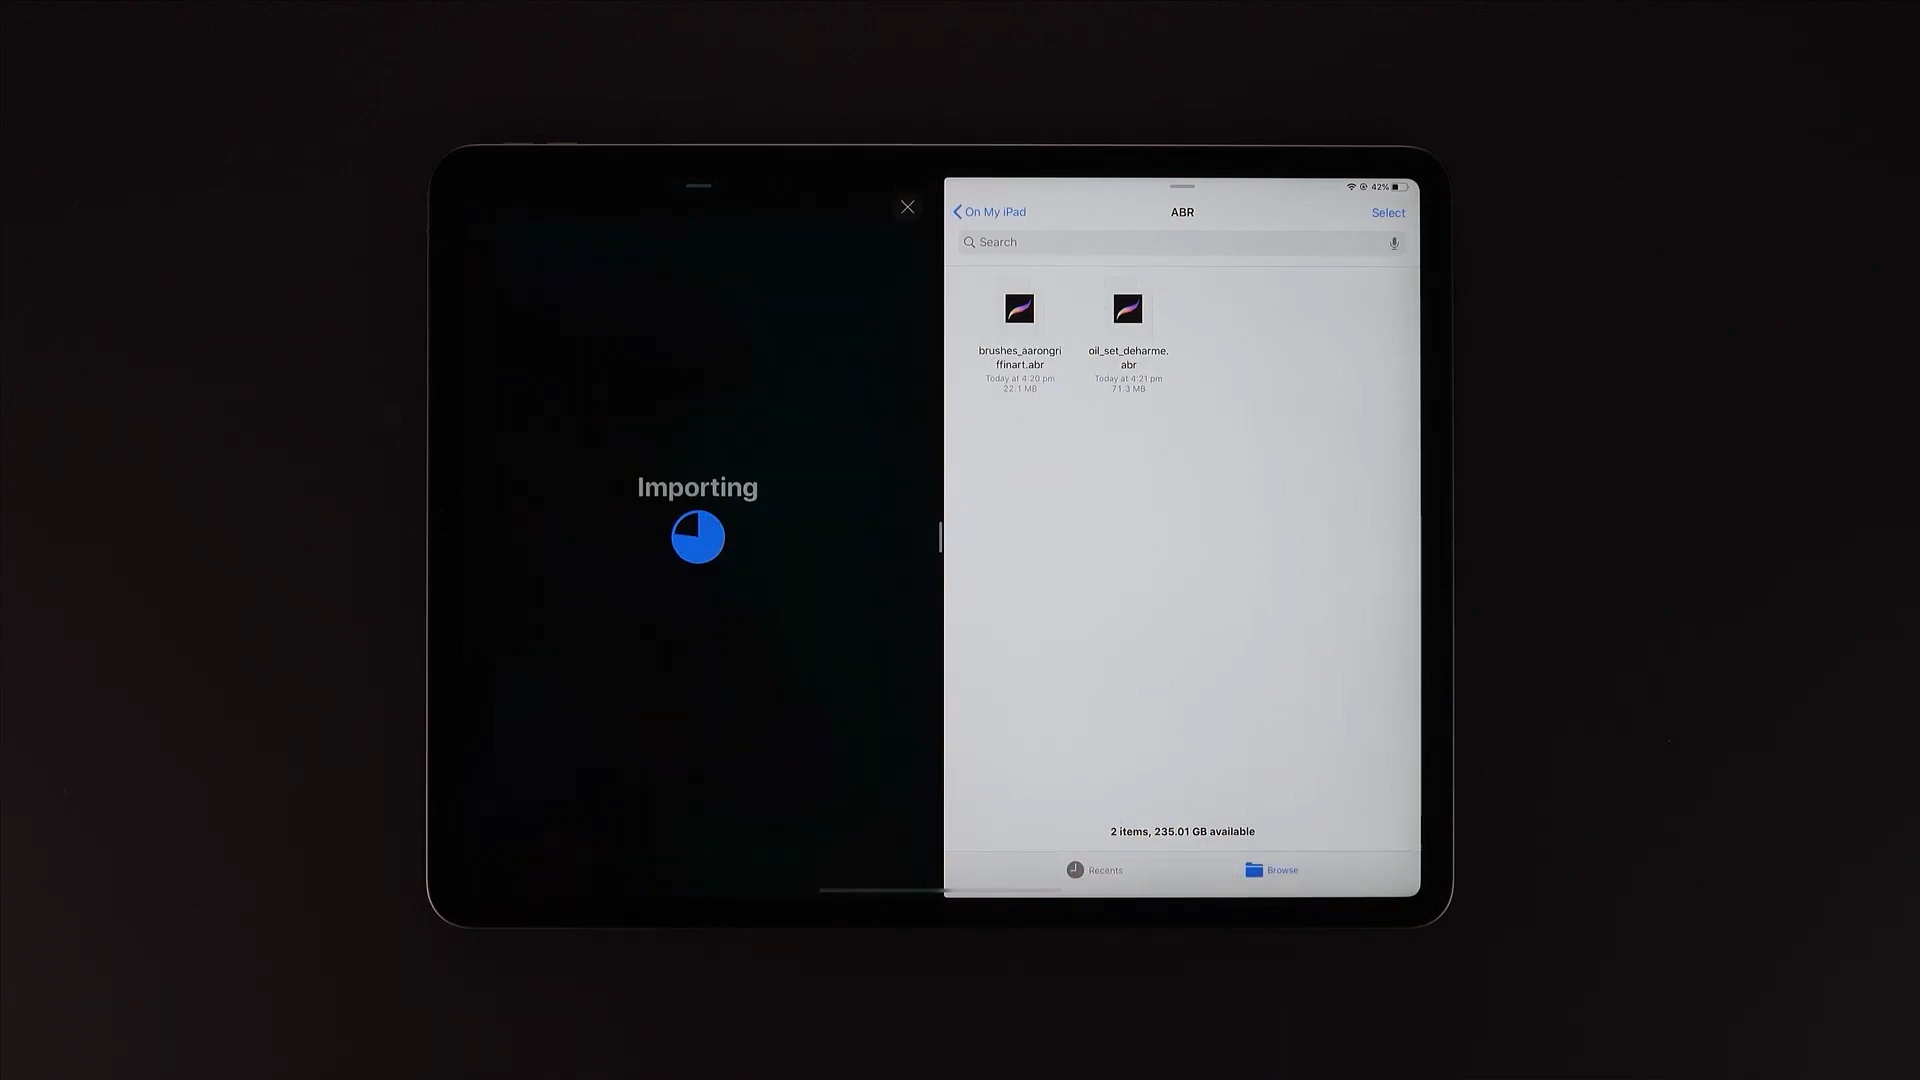 42%
On My iPad
ABR
Select
Search
brushes_aarongri
ffinart.abr
Today at 4:20 pm
22.1 MB
oil_set_deharme.
abr
Today at 4:21 pm
71.3 MB
Importing
2 items, 235.01 GB available
Recents
Browse